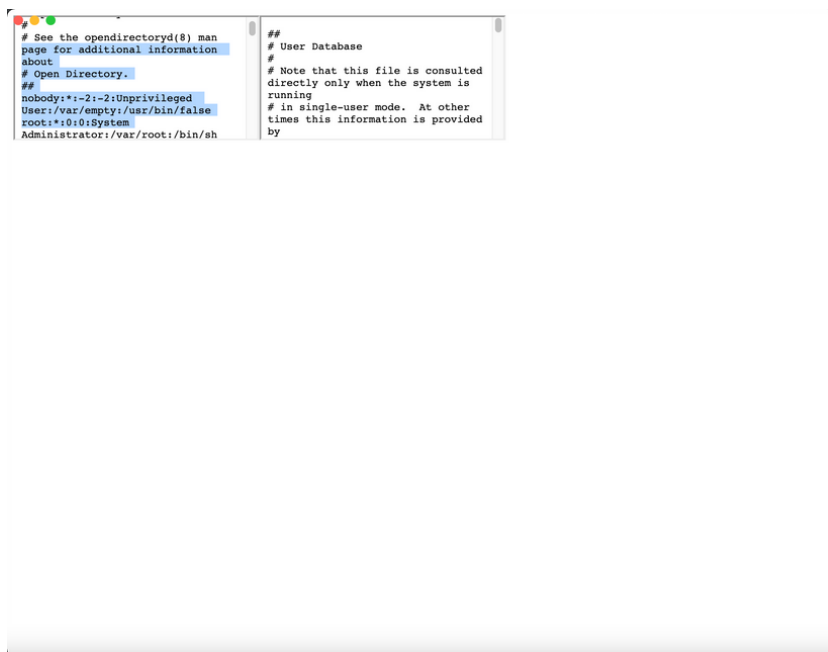 #
# See the opendirectoryd(8) man
page for additional information
about
# Open Directory.
##
nobody:*:-2:-2:Unprivileged
User:/var/empty:/usr/bin/false
root:*:0:0:System
Administrator:/var/root:/bin/sh
##
# User Database
#
# Note that this file is consulted
directly only when the system is
running
# in single-user mode.  At other
times this information is provided
by